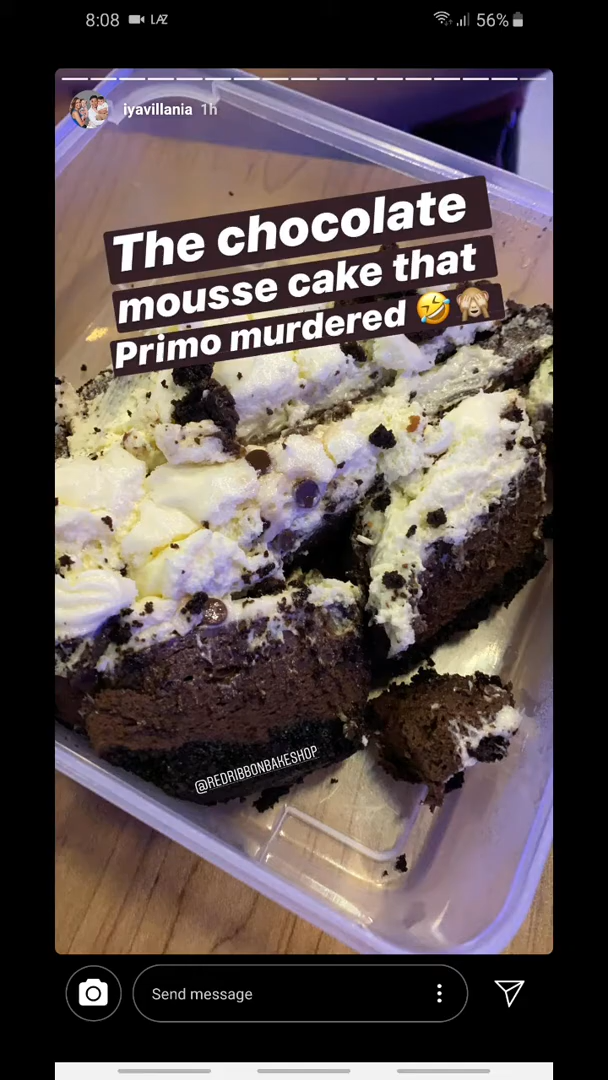 8:08 LAZ 56%
iyavillania 1h
The chocolate
mousse cake that
Primo murdered 🤣 🙈
@REDRIBBONBAKESHOP
Send message